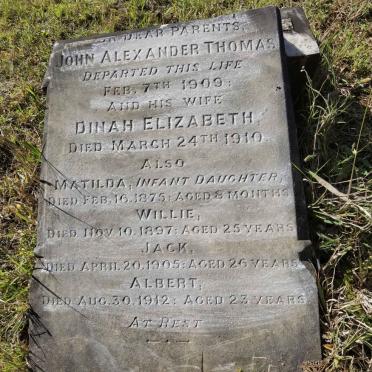 OUR DEAR PARENTS,
JOHN ALEXANDER THOMAS
DEPARTED THIS LIFE
FEB. 7TH 1909:
AND HIS WIFE
DINAH ELIZABETH,
DIED MARCH 24TH 1910.
ALSO
MATILDA, INFANT DAUGHTER,
DIED FEB. 16. 1875: AGED 8 MONTHS
WILLIE,
DIED NOV. 10. 1897: AGED 25 YEARS
JACK,
DIED APRIL 20. 1905: AGED 26 YEARS
ALBERT,
DIED AUG. 30. 1912: AGED 23 YEARS
AT REST